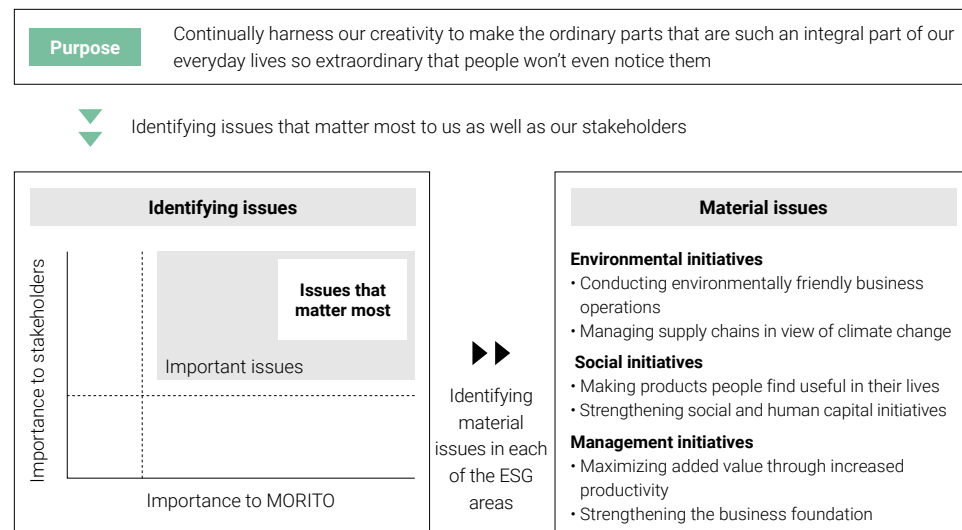 Purpose
Continually harness our creativity to make the ordinary parts that are such an integral part of our
everyday lives so extraordinary that people won't even notice them
Identifying issues that matter most to us as well as our stakeholders
Identifying issues
Importance to stakeholders
Issues that
matter most
Important issues
Importance to MORITO
Identifying
material
issues in each
of the ESG
areas
Material issues
Environmental initiatives
• Conducting environmentally friendly business
operations
• Managing supply chains in view of climate change
Social initiatives
• Making products people find useful in their lives
• Strengthening social and human capital initiatives
Management initiatives
• Maximizing added value through increased
productivity
• Strengthening the business foundation